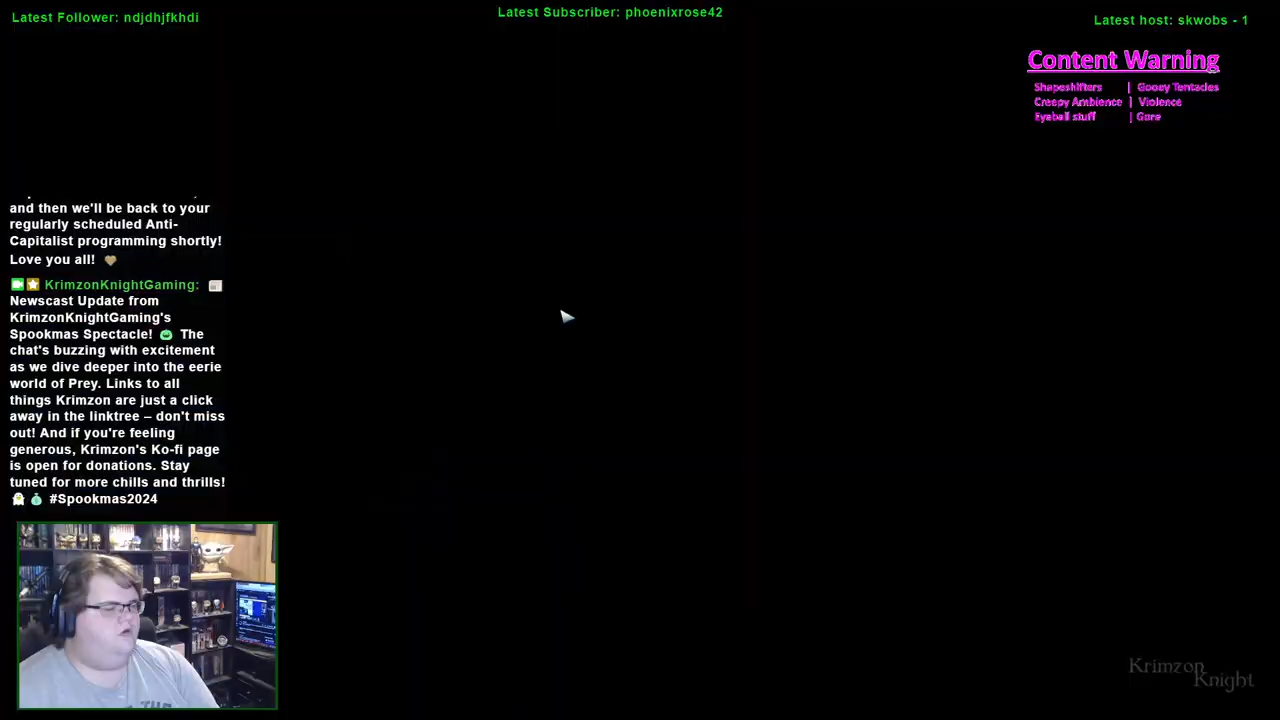 Latest Follower: ndjdhjfkhdi
Latest Subscriber: phoenixrose42
Latest host: skwobs - 1
Content Warning
Shapeshifters | Gooey Tentacles
Creepy Ambience | Violence
Eyeball stuff | Gore
and then we'll be back to your
regularly scheduled Anti-
Capitalist programming shortly!
Love you all!
KrimzonKnightGaming:
Newscast Update from
KrimzonKnightGaming's
Spookmas Spectacle! The
chat's buzzing with excitement
as we dive deeper into the eerie
world of Prey. Links to all
things Krimzon are just a click
away in the linktree – don't miss
out! And if you're feeling
generous, Krimzon's Ko-fi page
is open for donations. Stay
tuned for more chills and thrills!
#Spookmas2024
Krimzon
Knight